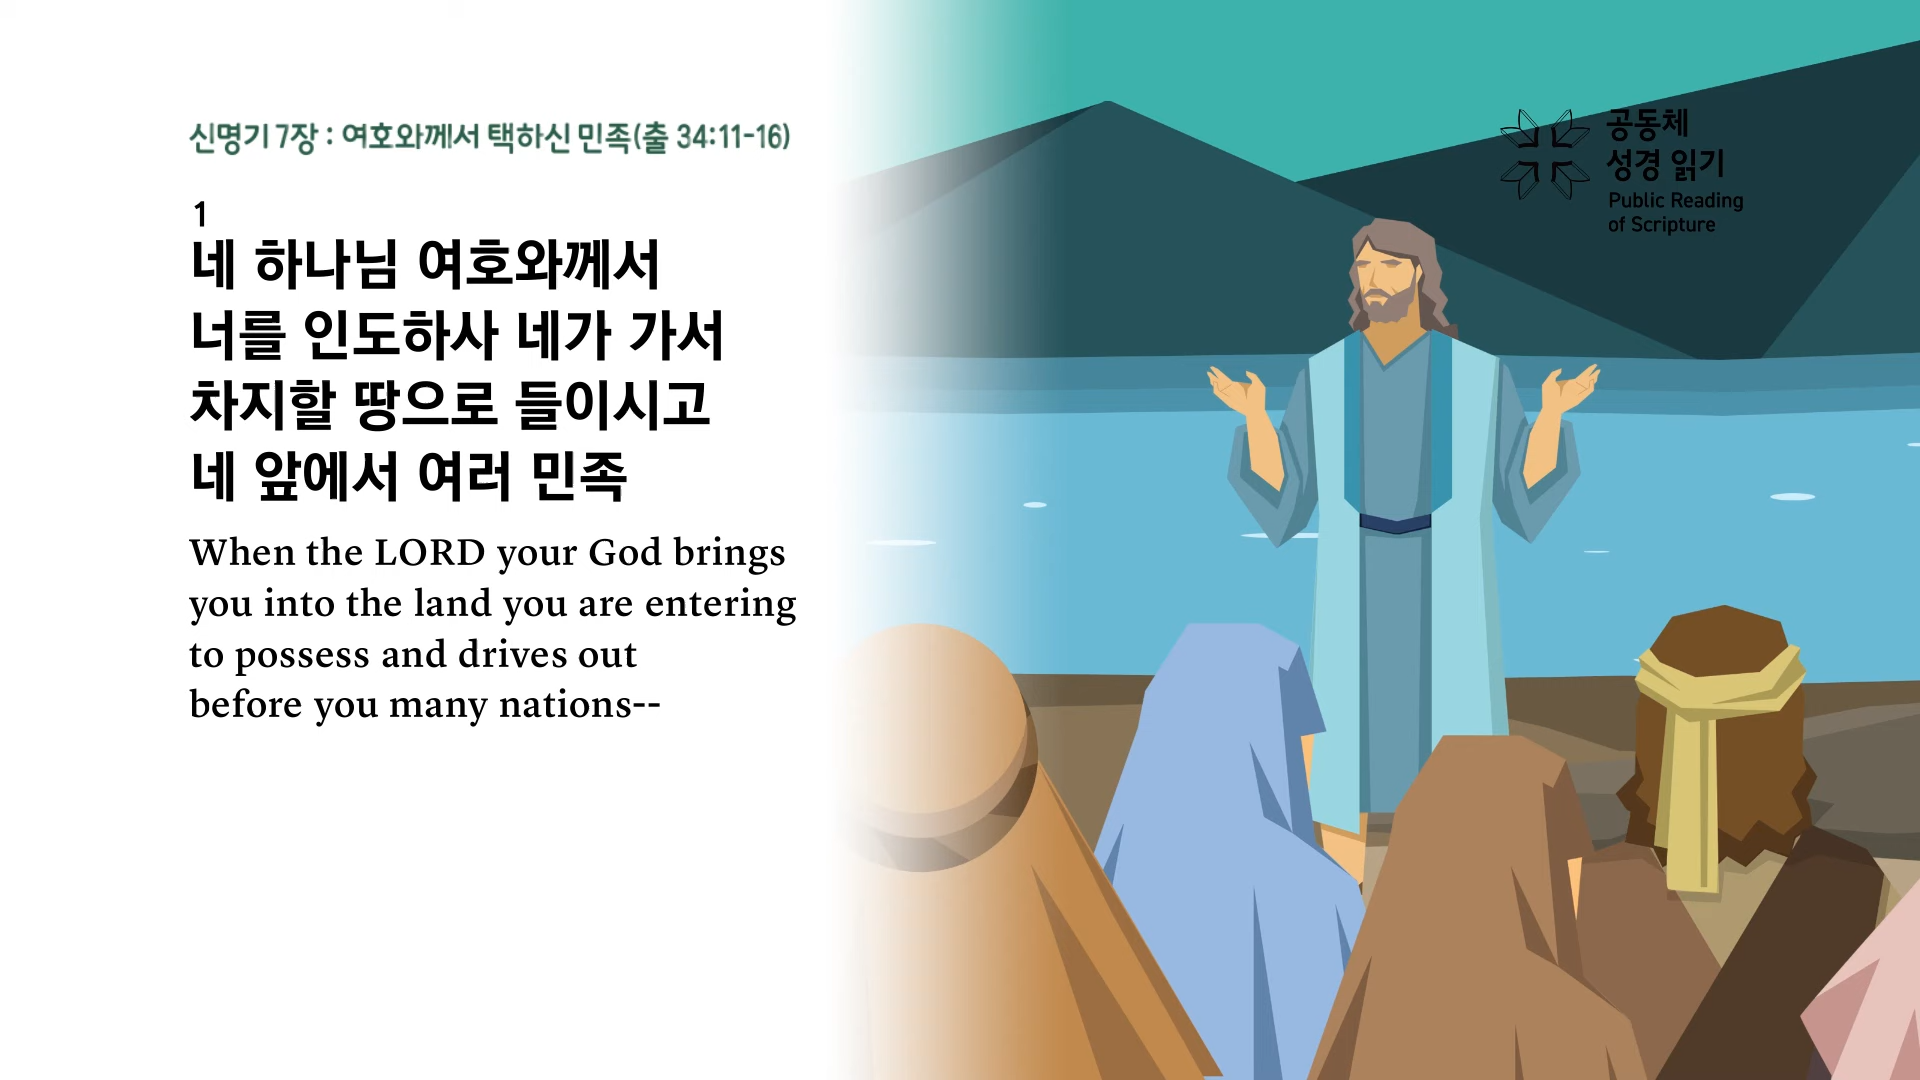 신명기 7장 : 여호와께서 택하신 민족(출 34:11-16)
1
네 하나님 여호와께서
너를 인도하사 네가 가서
차지할 땅으로 들이시고
네 앞에서 여러 민족
When the LORD your God brings
you into the land you are entering
to possess and drives out
before you many nations--
공동체
성경 읽기
Public Reading
of Scripture